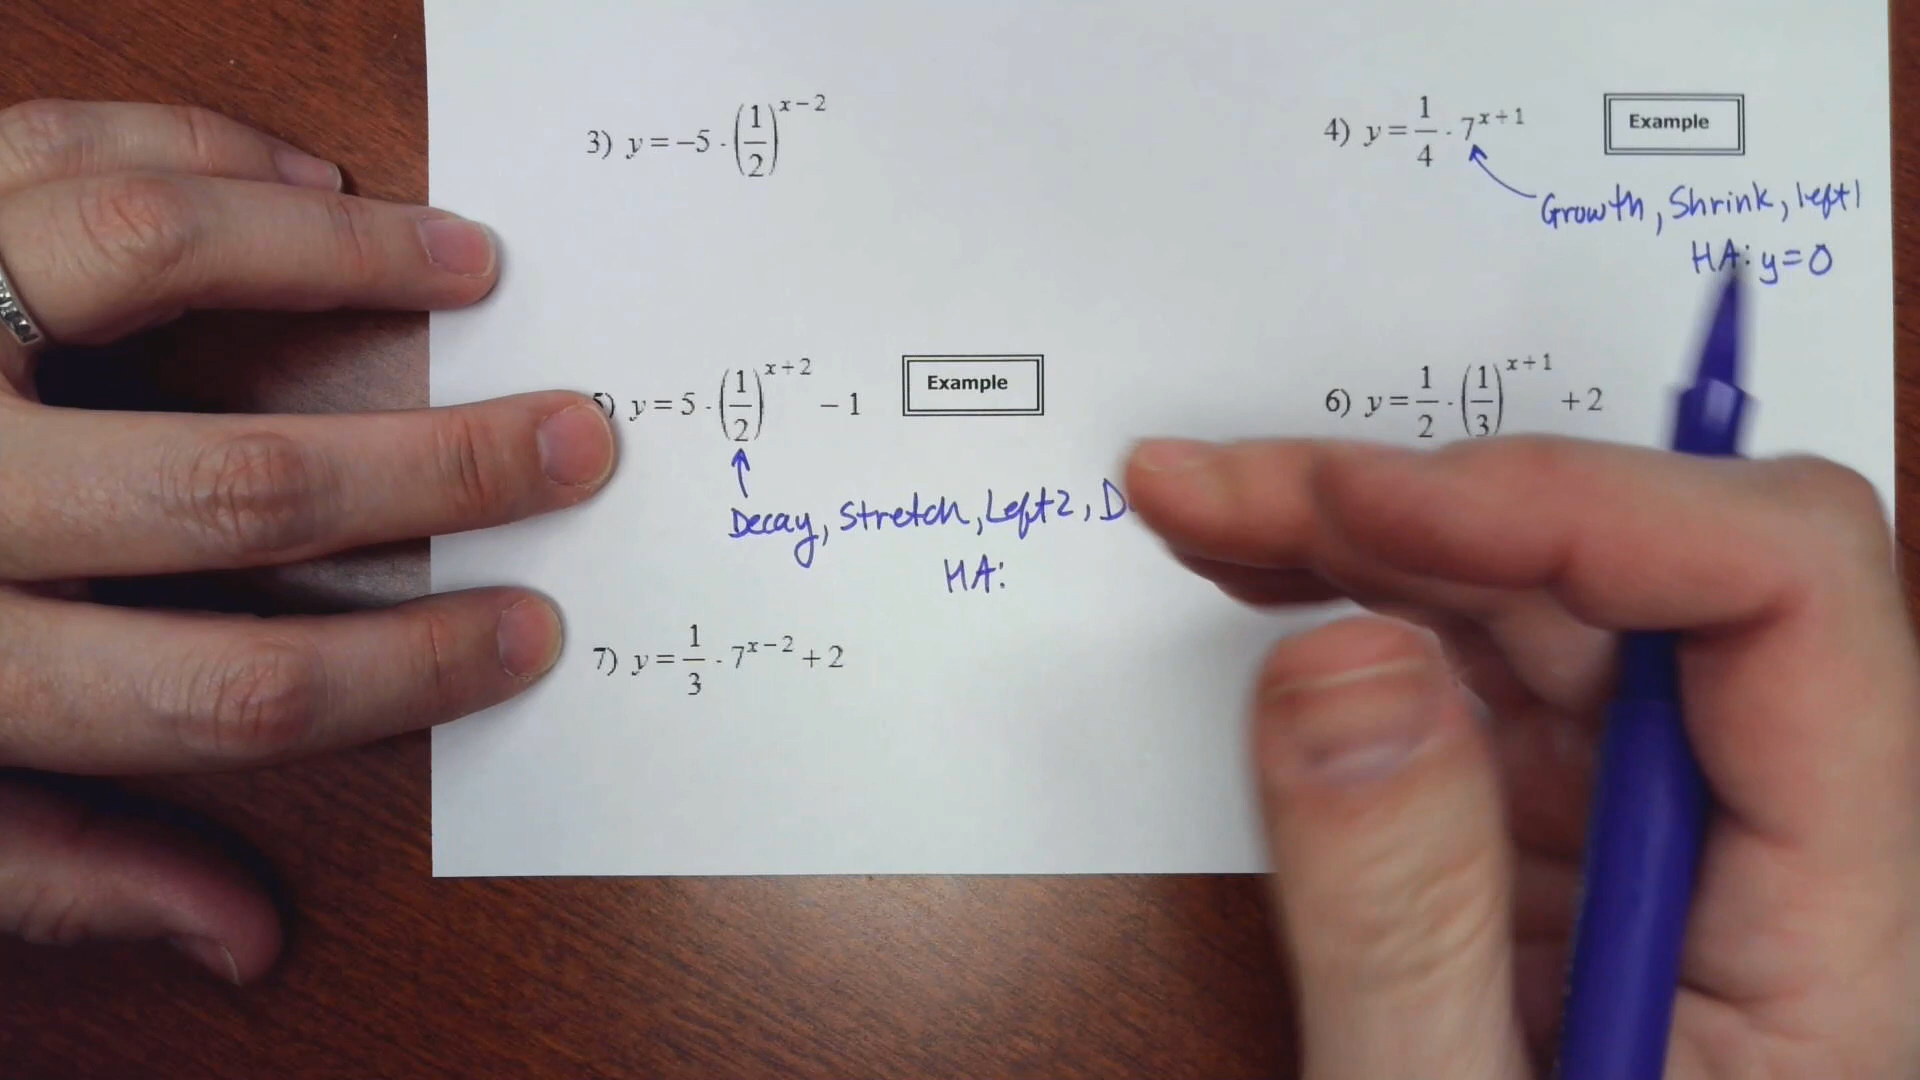 3) y = -5 · (1/2)^(x-2)
4) y = 1/4 · 7^(x+1)
Example
Growth, Shrink, left 1
HA: y=0
5) y = 5 · (1/2)^(x+2) - 1
Example
6) y = 1/2 · (1/3)^(x+1) + 2
Decay, Stretch, Left 2,
HA:
7) y = 1/3 · 7^(x-2) + 2